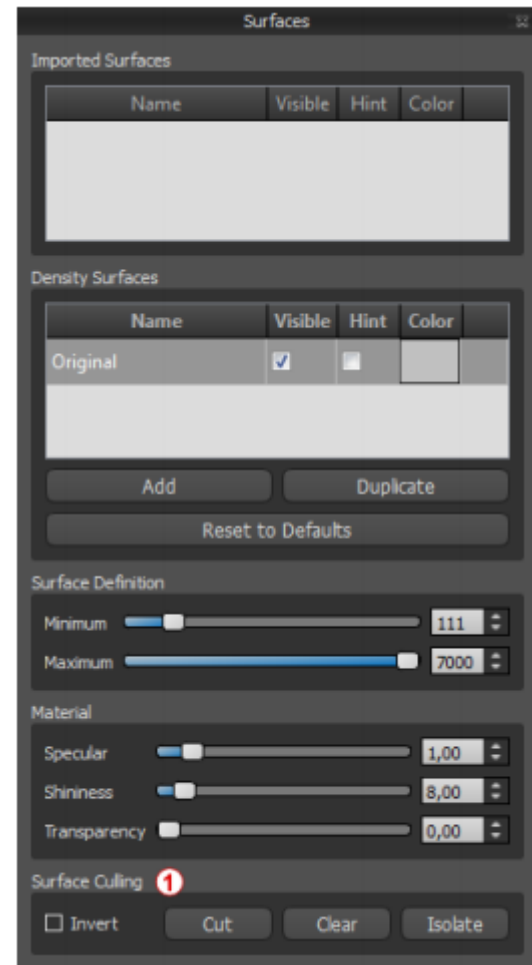 Surfaces
Imported Surfaces
Name Visible Hint Color
Density Surfaces
Name Visible Hint Color
Original
Add Duplicate
Reset to Defaults
Surface Definition
Minimum 111
Maximum 7000
Material
Specular 1,00
Shininess 8,00
Transparency 0,00
Surface Culling 1
Invert Cut Clear Isolate